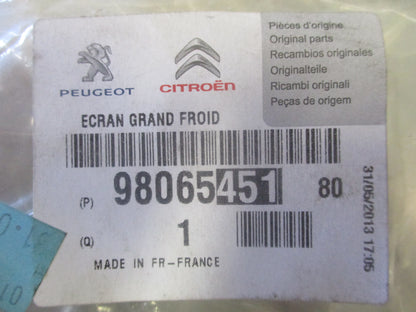 PEUGEOT
CITROËN
Pièces d'origine
Original parts
Recambios originales
Originalteile
Ricambi originali
Peças de origem
ECRAN GRAND FROID
(P) 98065451 80
(Q) 1
MADE IN FR-FRANCE
31/05/2013 17:05